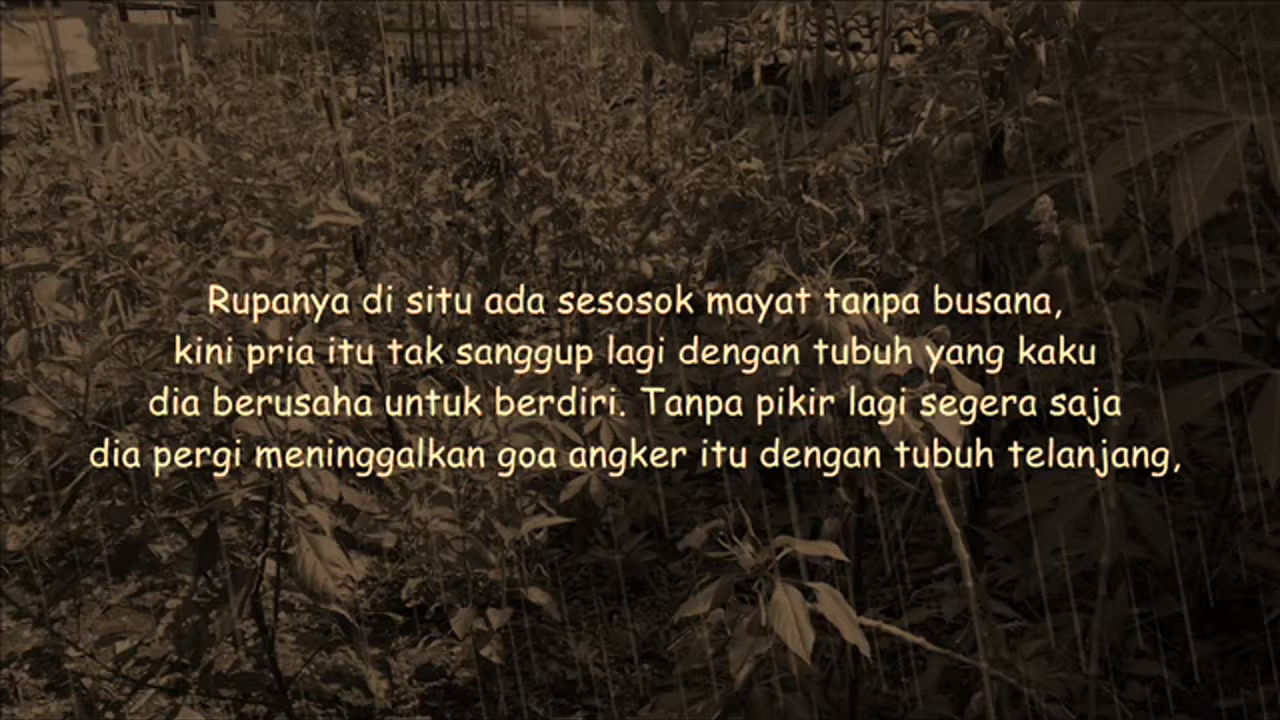 Rupanya di situ ada sesosok mayat tanpa busana,
kini pria itu tak sanggup lagi dengan tubuh yang kaku
dia berusaha untuk berdiri. Tanpa pikir lagi segera saja
dia pergi meninggalkan goa angker itu dengan tubuh telanjang,